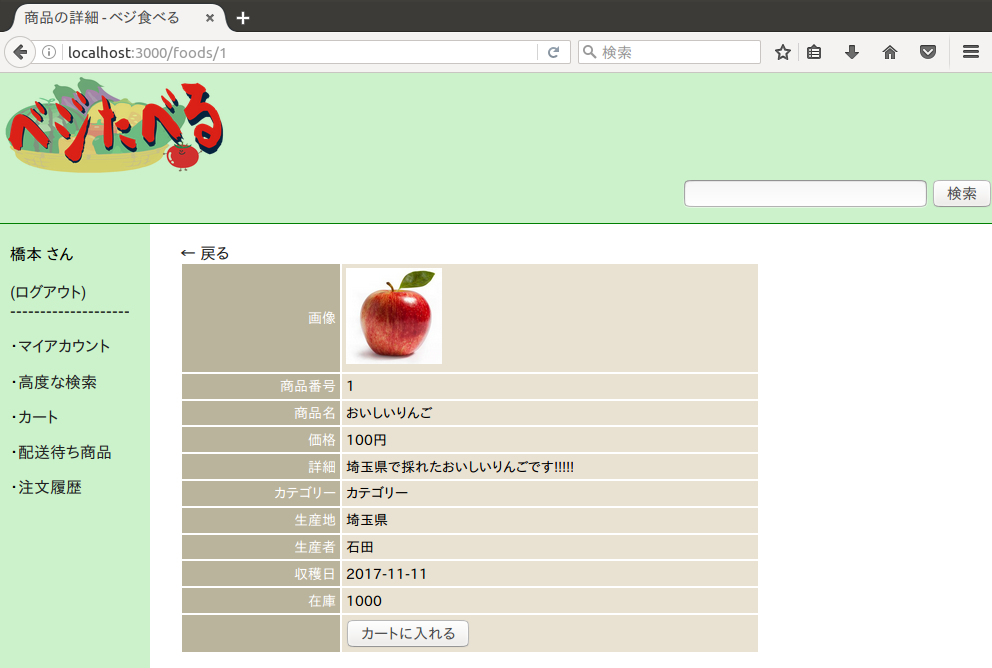 商品の詳細 - ベジ食べる
localhost:3000/foods/1
検索
ベジたべる
検索
橋本 さん
(ログアウト)
--------------------
・マイアカウント
・高度な検索
・カート
・配送待ち商品
・注文履歴
← 戻る
画像
商品番号 1
商品名 おいしいりんご
価格 100円
詳細 埼玉県で採れたおいしいりんごです!!!!!
カテゴリー カテゴリー
生産地 埼玉県
生産者 石田
収穫日 2017-11-11
在庫 1000
カートに入れる